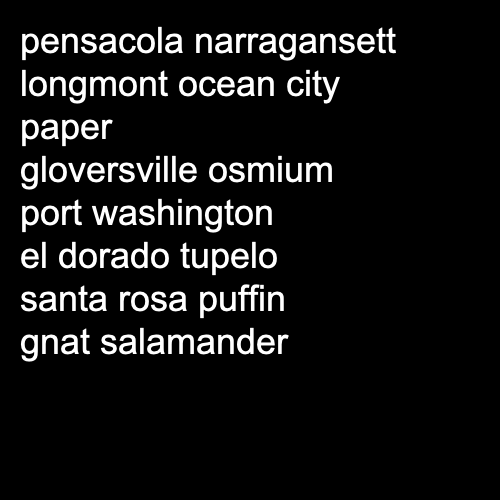 pensacola narragansett
longmont ocean city
paper
gloversville osmium
port washington
el dorado tupelo
santa rosa puffin
gnat salamander